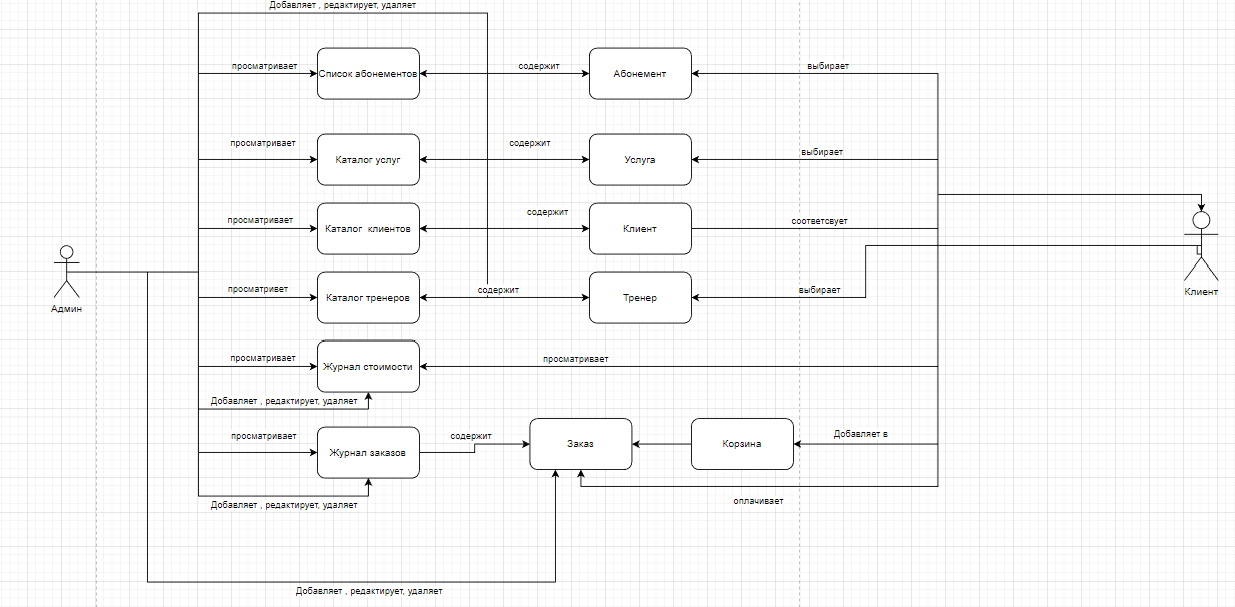 Добавляет , редактирует, удаляет
просматривает
Список абонементов
содержит
Абонемент
выбирает
просматривает
Каталог услуг
содержит
Услуга
выбирает
просматривает
Каталог  клиентов
содержит
Клиент
соответсвует
Админ
просматривет
Каталог тренеров
содержит
Тренер
выбирает
Клиент
просматривает
Журнал стоимости
просматривает
Добавляет , редактирует, удаляет
просматривает
Журнал заказов
содержит
Заказ
Корзина
Добавляет в
Добавляет , редактирует, удаляет
оплачивает
Добавляет , редактирует, удаляет